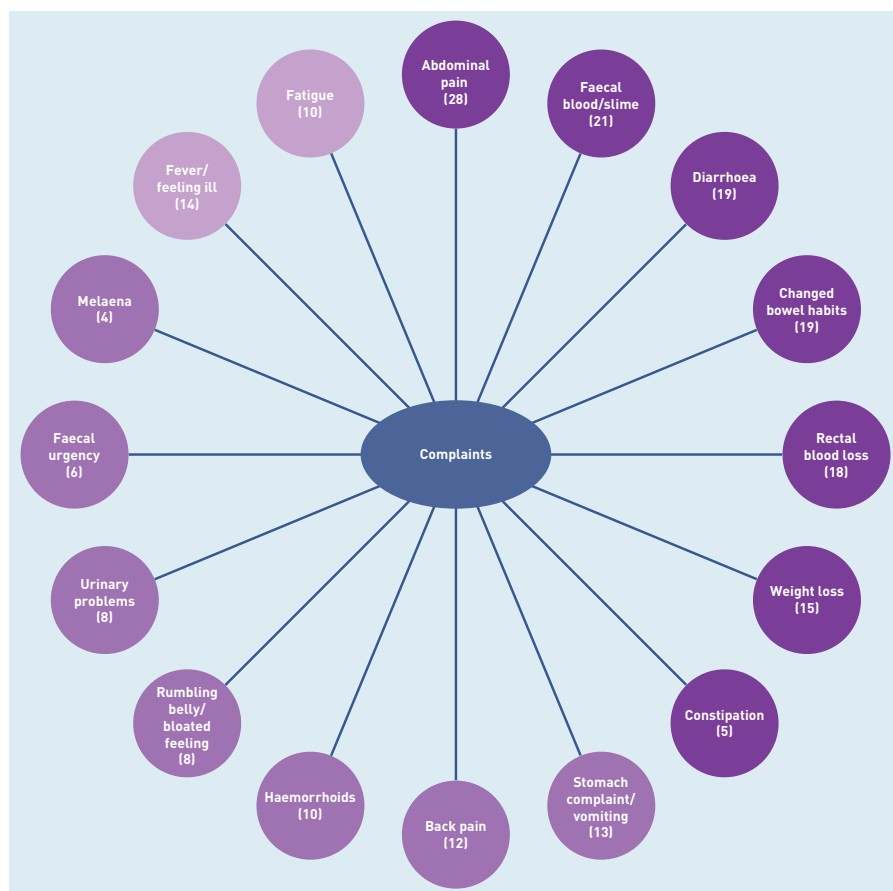 Abdominal
pain
(28)
Faecal
blood/slime
(21)
Diarrhoea
(19)
Changed
bowel habits
(19)
Rectal
blood loss
(18)
Weight loss
(15)
Constipation
(5)
Stomach
complaint/
vomiting
(13)
Back pain
(12)
Haemorrhoids
(10)
Rumbling
belly/
bloated
feeling
(8)
Urinary
problems
(8)
Faecal
urgency
(6)
Melaena
(4)
Fever/
feeling ill
(14)
Fatigue
(10)
Complaints